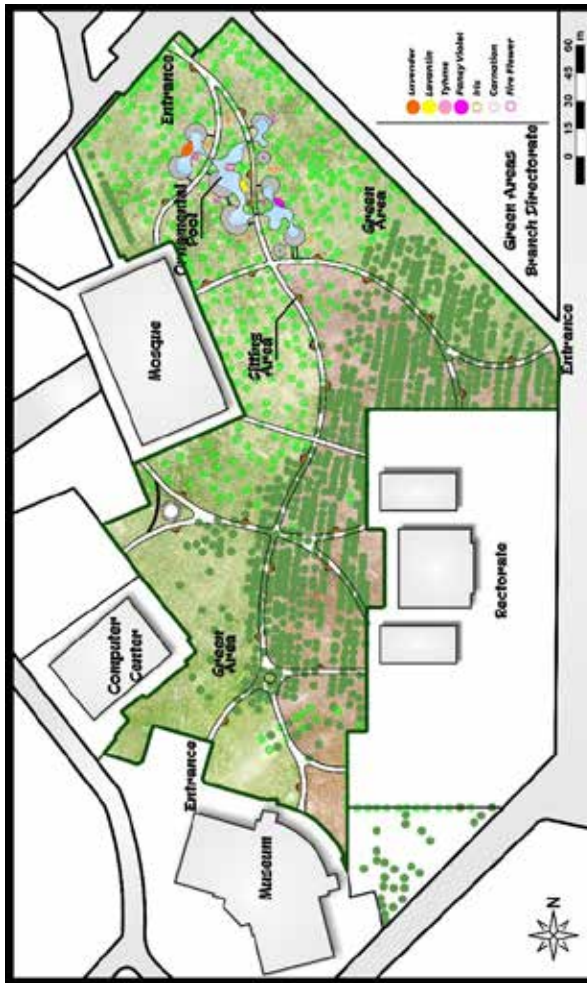 Entrance
Ornamental
Pool
Mosque
Sitting
Area
Green
Area
Computer
Center
Green
Area
Entrance
Museum
Rectorate
Entrance
Lavender
Lavantin
Tyhme
Pansy Violet
Iris
Carnation
Fire Flower
Green Areas
Branch Directorate
0 15 30 45 60 m
N